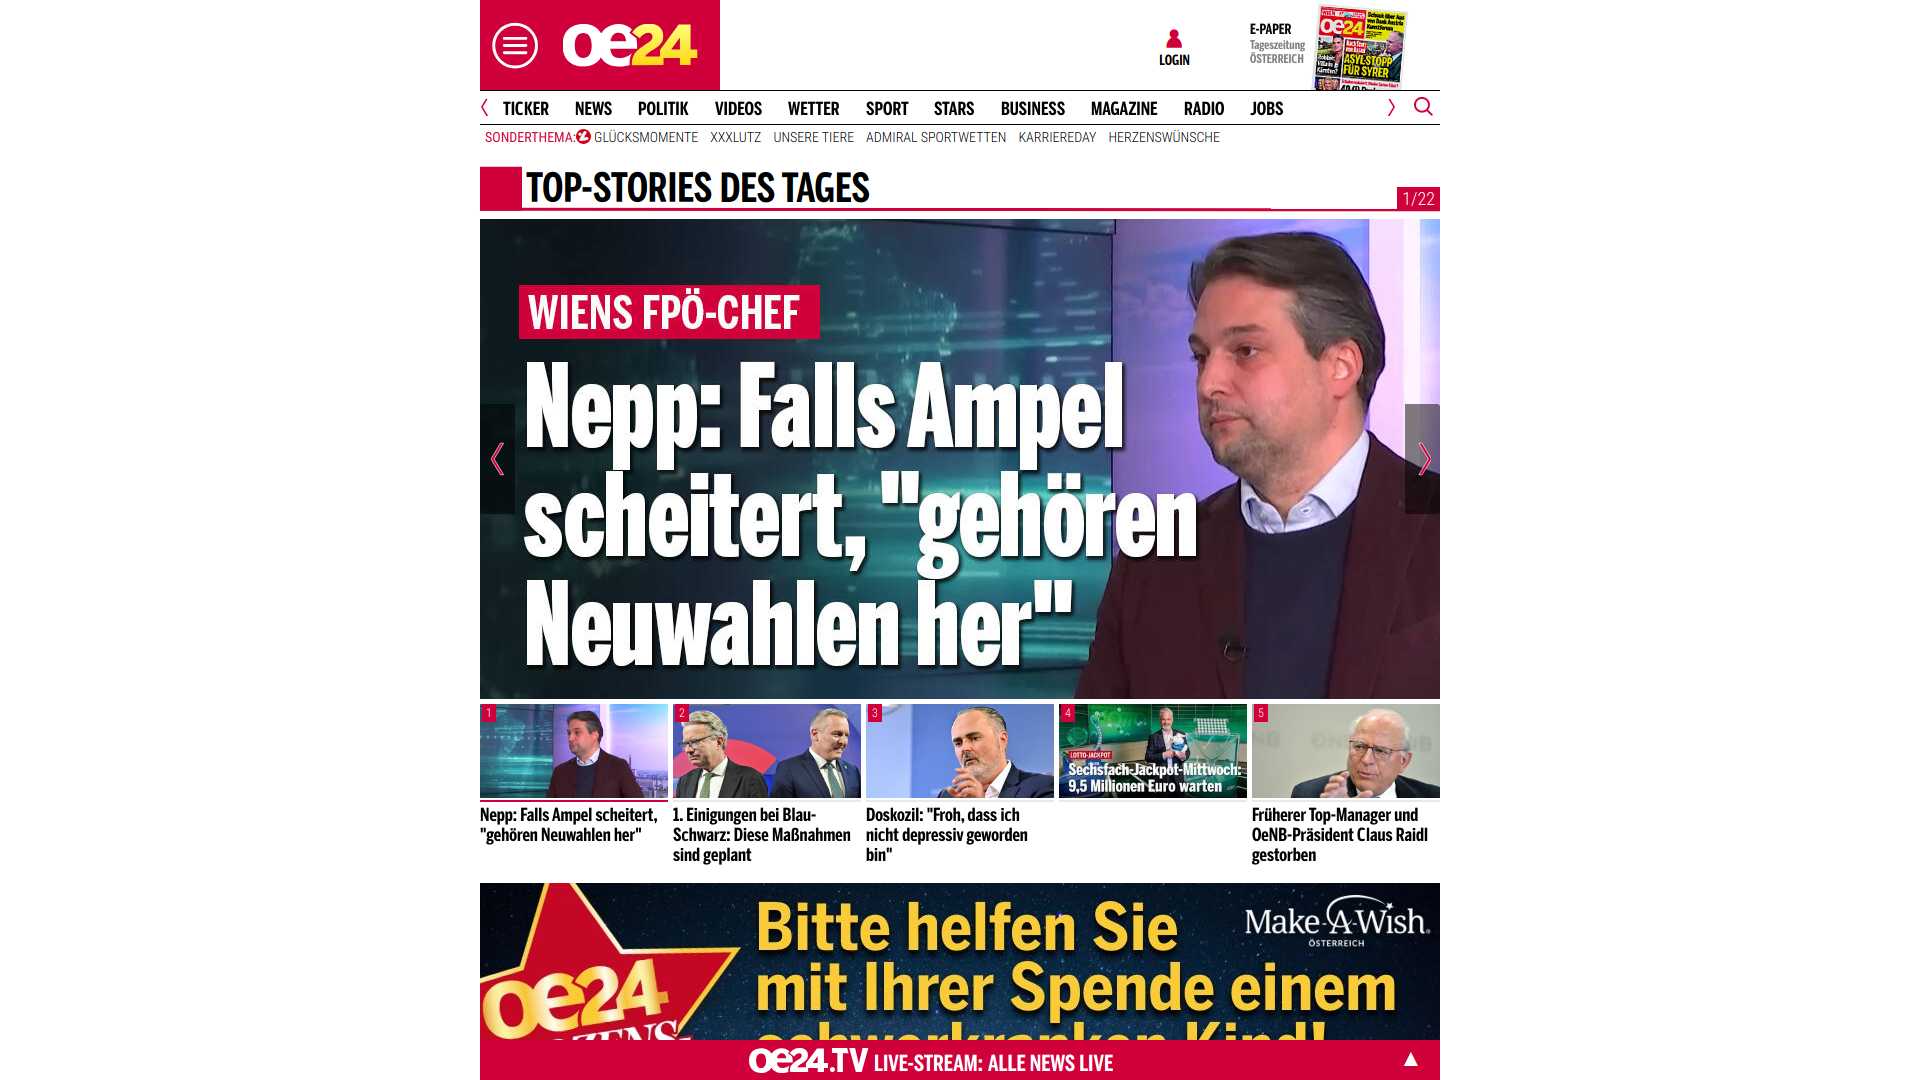 oe24
LOGIN
E-PAPER
Tageszeitung
ÖSTERREICH
oe24
ASYL-STOPP
FÜR SYRER
TICKER NEWS POLITIK VIDEOS WETTER SPORT STARS BUSINESS MAGAZINE RADIO JOBS
SONDERTHEMA: GLÜCKSMOMENTE XXXLUTZ UNSERE TIERE ADMIRAL SPORTWETTEN KARRIEREDAY HERZENSWÜNSCHE
TOP-STORIES DES TAGES
1/22
WIENS FPÖ-CHEF
Nepp: Falls Ampel
scheitert, "gehören
Neuwahlen her"
1
2
3
4
5
LOTTO-JACKPOT
Sechsfach-Jackpot-Mittwoch:
9,5 Millionen Euro warten
Nepp: Falls Ampel scheitert,
"gehören Neuwahlen her"
1. Einigungen bei Blau-
Schwarz: Diese Maßnahmen
sind geplant
Doskozil: "Froh, dass ich
nicht depressiv geworden
bin"
Früherer Top-Manager und
OeNB-Präsident Claus Raidl
gestorben
oe24
Bitte helfen Sie
mit Ihrer Spende einem
schwerkranken Kind!
Make-A-Wish
ÖSTERREICH
oe24.TV LIVE-STREAM: ALLE NEWS LIVE